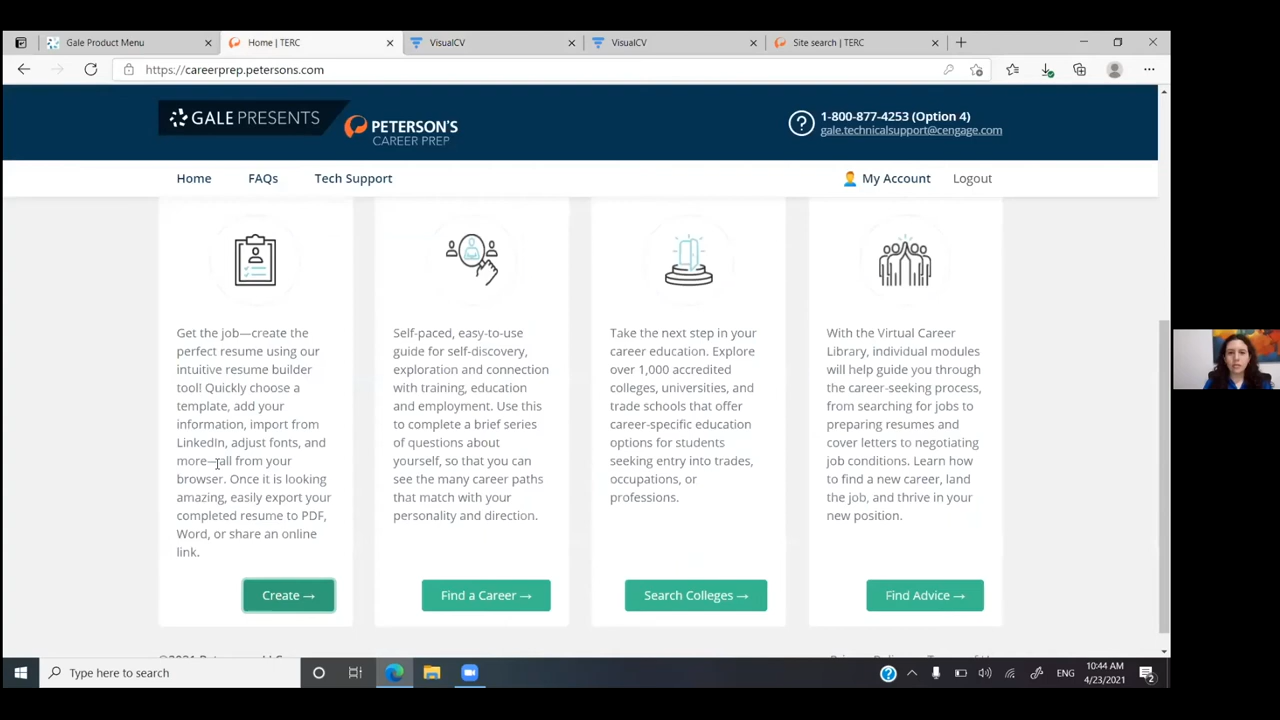 Gale Product Menu
Home | TERC
VisualCV
VisualCV
Site search | TERC
https://careerprep.petersons.com
GALE PRESENTS
PETERSON'S
CAREER PREP
1-800-877-4253 (Option 4)
gale.technicalsupport@cengage.com
Home
FAQs
Tech Support
My Account
Logout
Get the job—create the
perfect resume using our
intuitive resume builder
tool! Quickly choose a
template, add your
information, import from
LinkedIn, adjust fonts, and
more—all from your
browser. Once it is looking
amazing, easily export your
completed resume to PDF,
Word, or share an online
link.
Create →
Self-paced, easy-to-use
guide for self-discovery,
exploration and connection
with training, education
and employment. Use this
to complete a brief series
of questions about
yourself, so that you can
see the many career paths
that match with your
personality and direction.
Find a Career →
Take the next step in your
career education. Explore
over 1,000 accredited
colleges, universities, and
trade schools that offer
career-specific education
options for students
seeking entry into trades,
occupations, or
professions.
Search Colleges →
With the Virtual Career
Library, individual modules
will help guide you through
the career-seeking process,
from searching for jobs to
preparing resumes and
cover letters to negotiating
job conditions. Learn how
to find a new career, land
the job, and thrive in your
new position.
Find Advice →
Type here to search
ENG
10:44 AM
4/23/2021
2